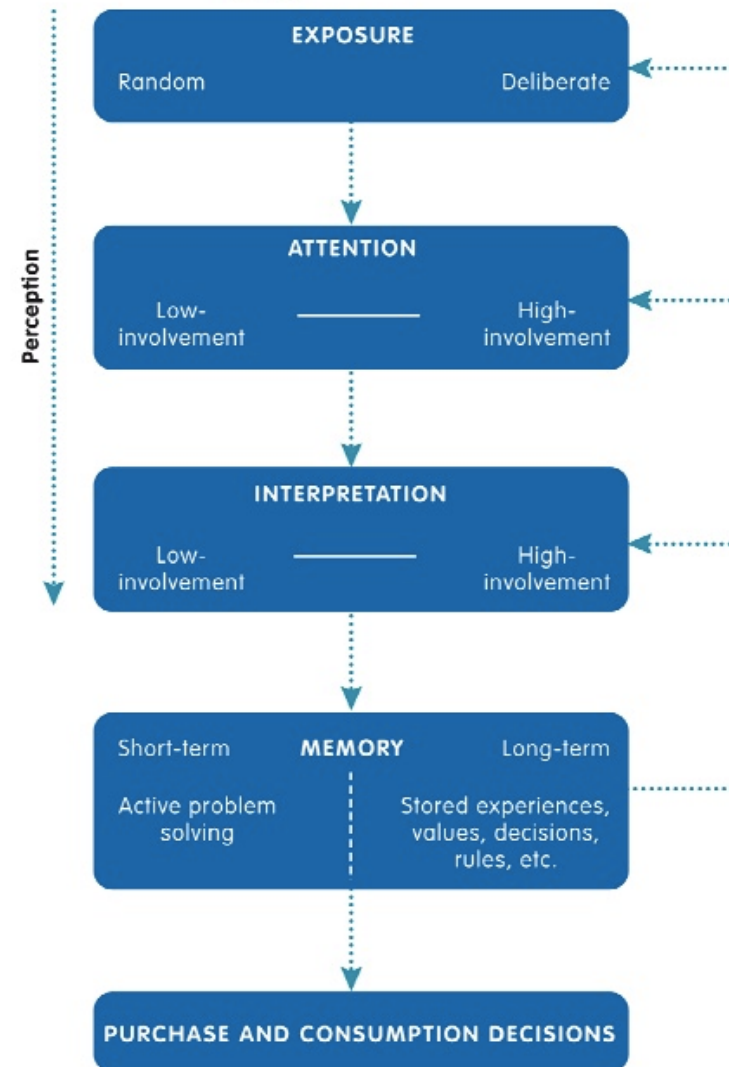 EXPOSURE
Random Deliberate
ATTENTION
Low-
involvement
High-
involvement
Perception
INTERPRETATION
Low-
involvement
High-
involvement
Short-term MEMORY Long-term
Active problem
solving
Stored experiences,
values, decisions,
rules, etc.
PURCHASE AND CONSUMPTION DECISIONS